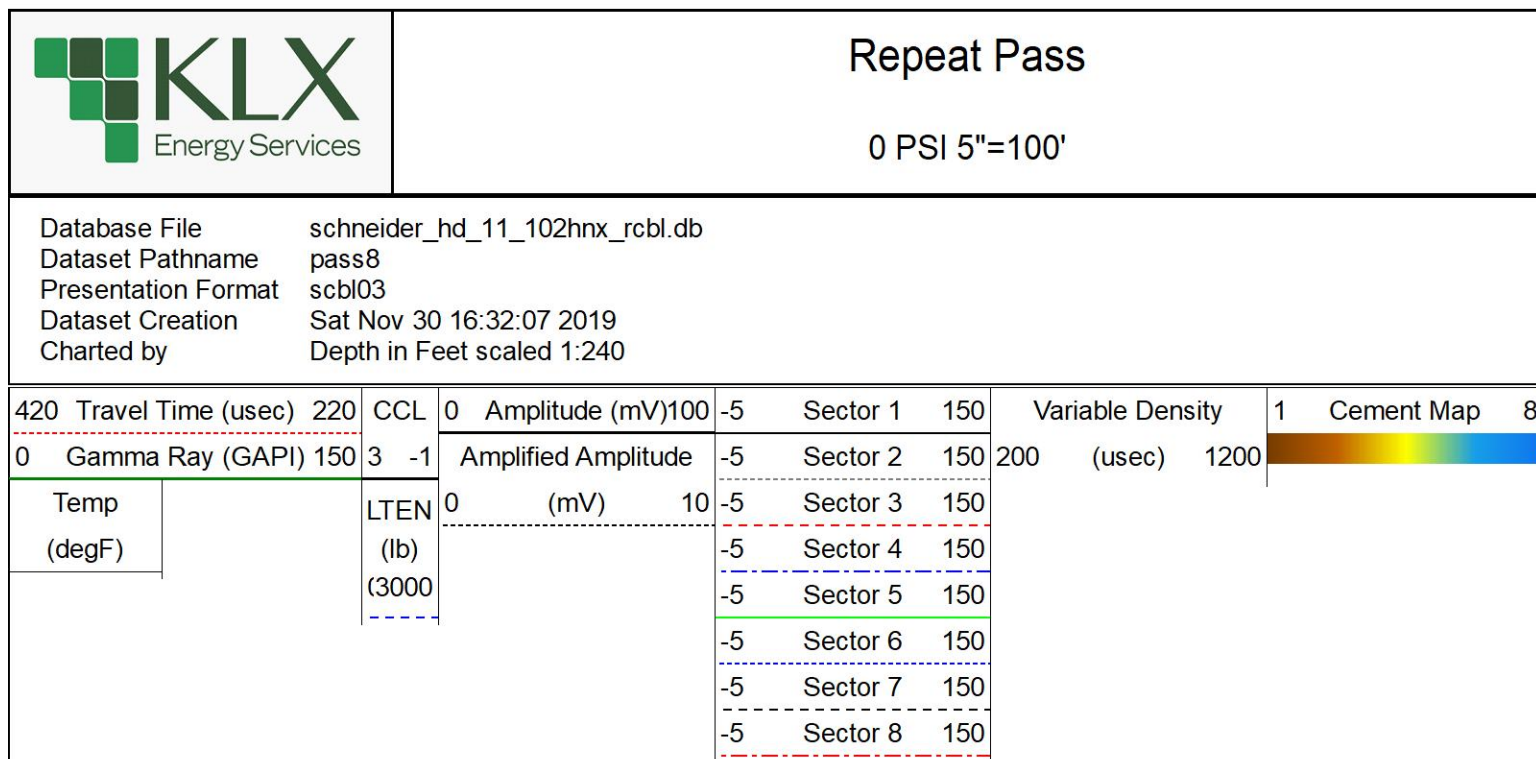 KLX
Energy Services
Repeat Pass
0 PSI 5"=100'
Database File schneider_hd_11_102hnx_rcbl.db
Dataset Pathname pass8
Presentation Format scbl03
Dataset Creation Sat Nov 30 16:32:07 2019
Charted by Depth in Feet scaled 1:240
420 Travel Time (usec) 220
0 Gamma Ray (GAPI) 150
Temp
(degF)
CCL
3 -1
LTEN
(lb)
(3000
0 Amplitude (mV)100
Amplified Amplitude
0 (mV) 10
-5 Sector 1 150
-5 Sector 2 150
-5 Sector 3 150
-5 Sector 4 150
-5 Sector 5 150
-5 Sector 6 150
-5 Sector 7 150
-5 Sector 8 150
Variable Density
200 (usec) 1200
1 Cement Map 8